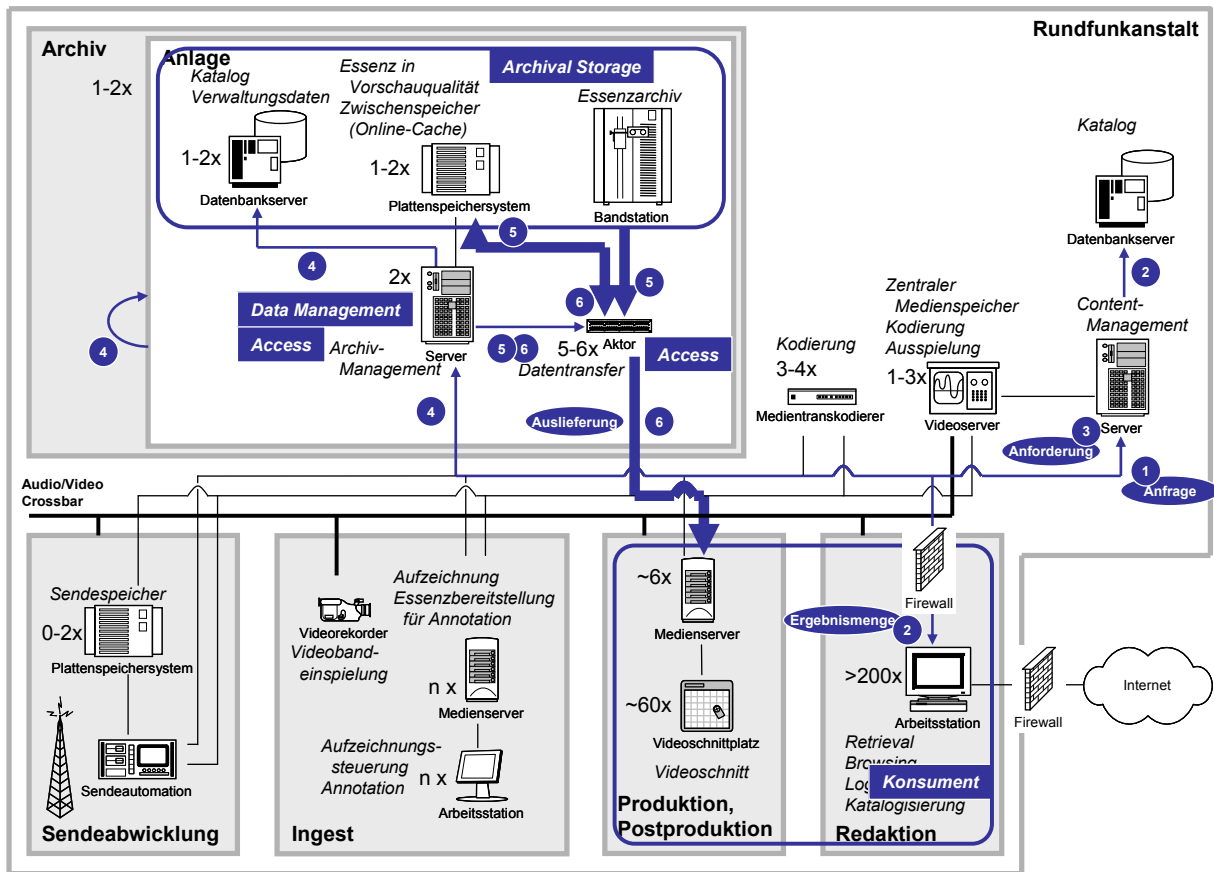 Rundfunkanstalt
Archiv
1-2x
Anlage
Katalog
Verwaltungsdaten
1-2x
Datenbankserver
Essenz in
Vorschauqualität
Zwischenspeicher
(Online-Cache)
1-2x
Plattenspeichersystem
Archival Storage
Essenzarchiv
Bandstation
Katalog
Datenbankserver
2
5
4
4
2x
Data Management
Access
Archiv-
Management
Server
5 6
6
5
Aktor
5-6x
Datentransfer
Access
4
Auslieferung
6
Kodierung
3-4x
Medientranskodierer
Zentraler
Medienspeicher
Kodierung
Ausspielung
1-3x
Videoserver
Content-
Management
Server
3
Anforderung
1
Anfrage
Audio/Video
Crossbar
Sendespeicher
0-2x
Plattenspeichersystem
Sendeautomation
Sendeabwicklung
Videorekorder
Videoband-
einspielung
Aufzeichnung
Essenzbereitstellung
für Annotation
n x
Medienserver
Aufzeichnungs-
steuerung
Annotation
n x
Arbeitsstation
Ingest
~6x
Medienserver
~60x
Videoschnittplatz
Videoschnitt
Produktion,
Postproduktion
Firewall
Ergebnismenge
2
>200x
Arbeitsstation
Retrieval
Browsing
Konsument
Katalogisierung
Redaktion
Firewall
Internet